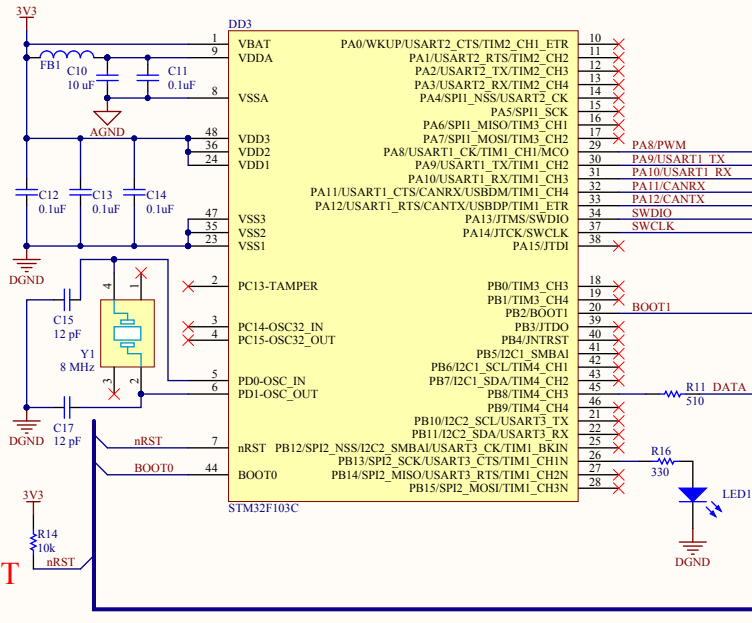 3V3
DD3
1 VBAT PA0/WKUP/USART2_CTS/TIM2_CH1_ETR 10
9 VDDA PA1/USART2_RTS/TIM2_CH2 11
PA2/USART2_TX/TIM2_CH3 12
FB1
C10
10 uF
C11
0.1uF
PA3/USART2_RX/TIM2_CH4 13
8 VSSA PA4/SPI1_NSS/USART2_CK 14
PA5/SPI1_SCK 15
AGND
PA6/SPI1_MISO/TIM3_CH1 16
48 VDD3 PA7/SPI1_MOSI/TIM3_CH2 17
36 VDD2 PA8/USART1_CK/TIM1_CH1/MCO 29 PA8/PWM
24 VDD1 PA9/USART1_TX/TIM1_CH2 30 PA9/USART1_TX
PA10/USART1_RX/TIM1_CH3 31 PA10/USART1_RX
PA11/USART1_CTS/CANRX/USBDM/TIM1_CH4 32 PA11/CANRX
C12
0.1uF
C13
0.1uF
C14
0.1uF
PA12/USART1_RTS/CANTX/USBDP/TIM1_ETR 33 PA12/CANTX
47 VSS3 PA13/JTMS/SWDIO 34 SWDIO
35 VSS2 PA14/JTCK/SWCLK 37 SWCLK
23 VSS1 PA15/JTDI 38
DGND
2 PC13-TAMPER PB0/TIM3_CH3 18
PB1/TIM3_CH4 19
PB2/BOOT1 20 BOOT1
4
1
C15
12 pF
3 PC14-OSC32_IN PB3/JTDO 39
4 PC15-OSC32_OUT PB4/JNTRST 40
PB5/I2C1_SMBAI 41
Y1
8 MHz
PB6/I2C1_SCL/TIM4_CH1 42
3
2
5 PD0-OSC_IN PB7/I2C1_SDA/TIM4_CH2 43
6 PD1-OSC_OUT PB8/TIM4_CH3 45 R11 DATA
510
PB9/TIM4_CH4 46
PB10/I2C2_SCL/USART3_TX 21
DGND
C17
12 pF
PB11/I2C2_SDA/USART3_RX 22
nRST 7 nRST PB12/SPI2_NSS/I2C2_SMBAI/USART3_CK/TIM1_BKIN 25
PB13/SPI2_SCK/USART3_CTS/TIM1_CH1N 26 R16
330
BOOT0 44 BOOT0 PB14/SPI2_MISO/USART3_RTS/TIM1_CH2N 27
PB15/SPI2_MOSI/TIM1_CH3N 28
LED1
STM32F103C
3V3
R14
10k
nRST
T
DGND